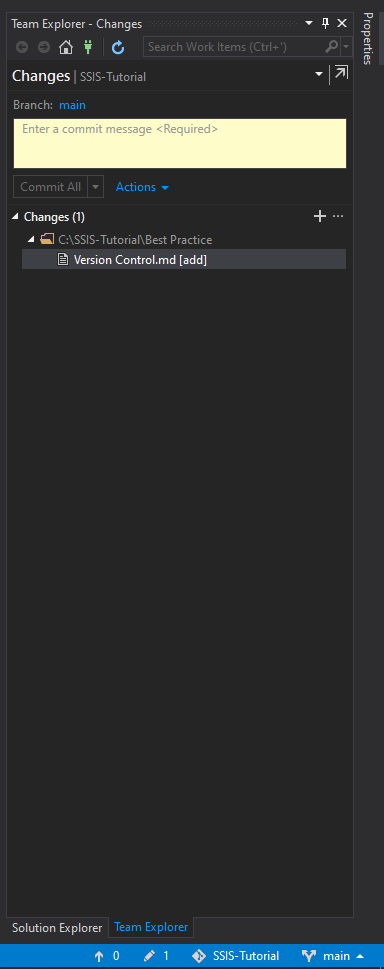 Team Explorer - Changes
Properties
Search Work Items (Ctrl+')
Changes | SSIS-Tutorial
Branch: main
Enter a commit message <Required>
Commit All Actions
Changes (1)
C:\SSIS-Tutorial\Best Practice
Version Control.md [add]
Solution Explorer Team Explorer
0 1 SSIS-Tutorial main